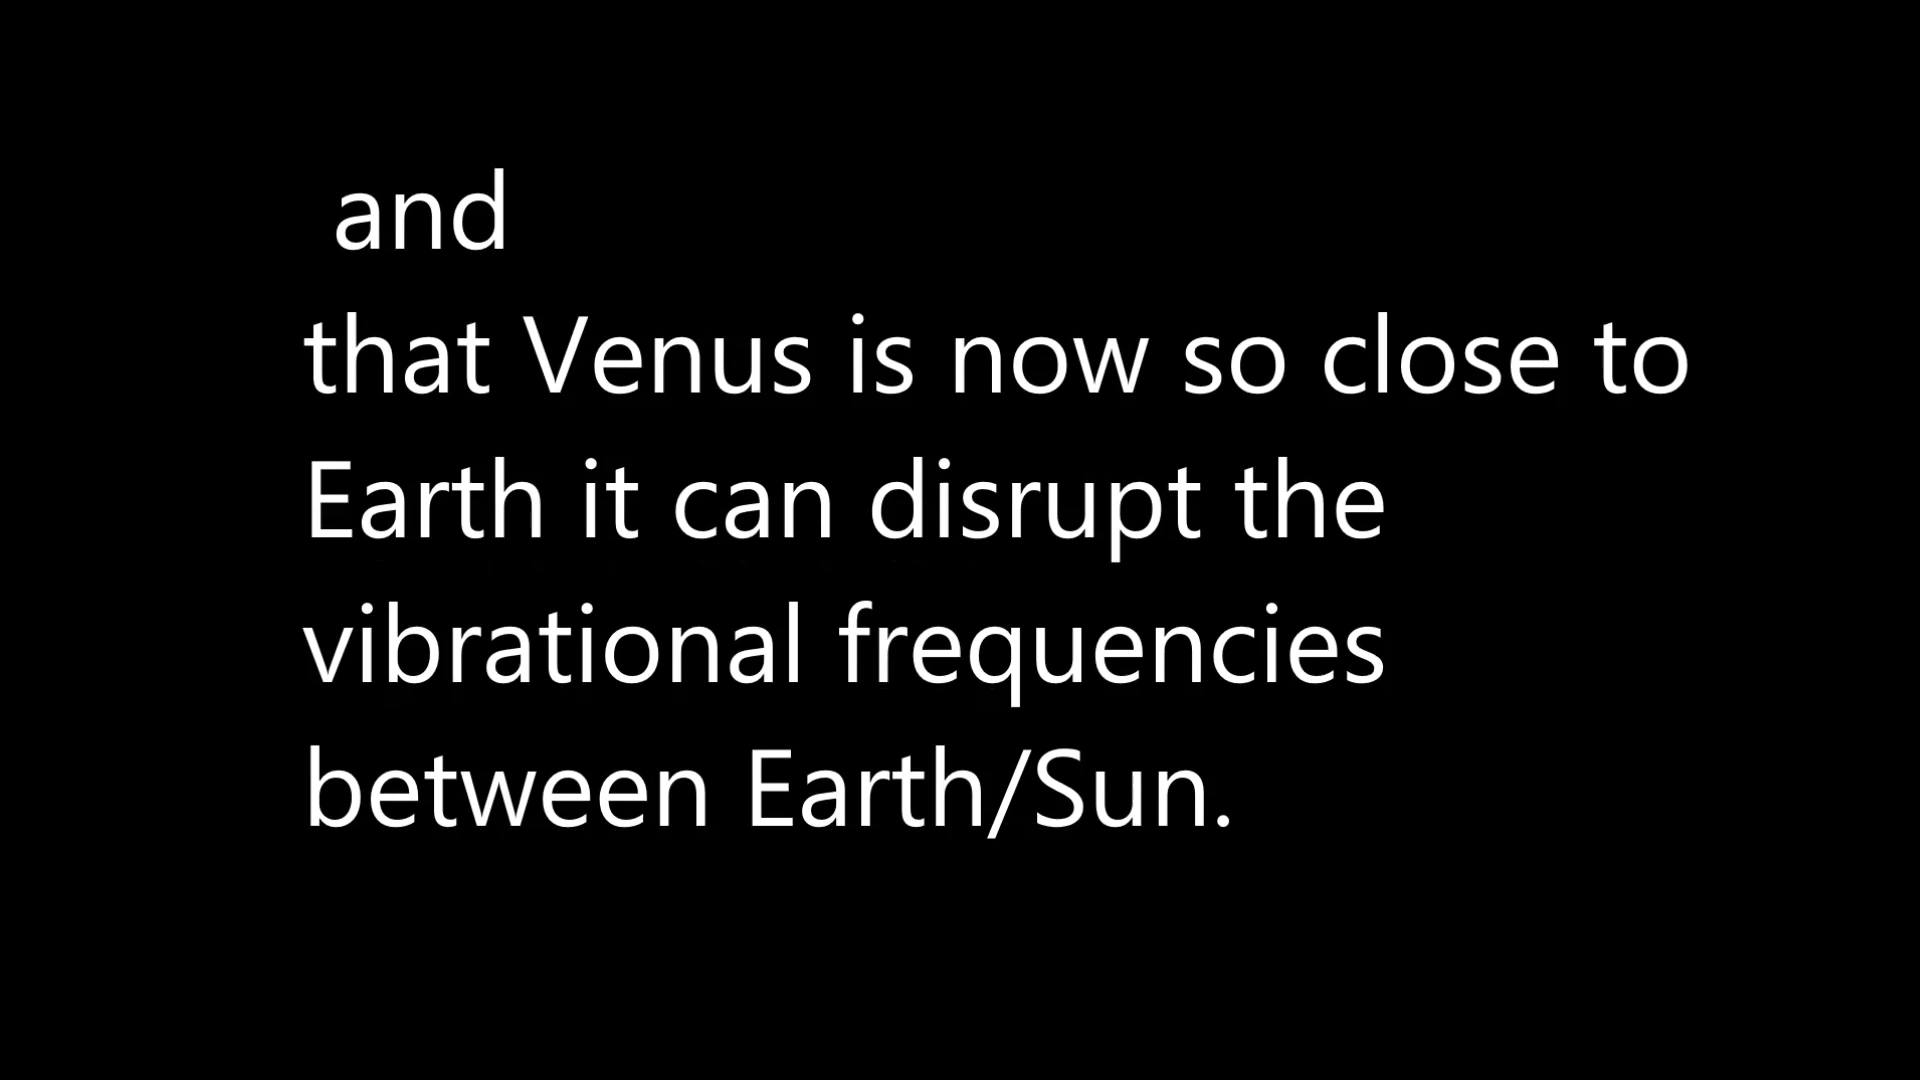 and
that Venus is now so close to
Earth it can disrupt the
vibrational frequencies
between Earth/Sun.